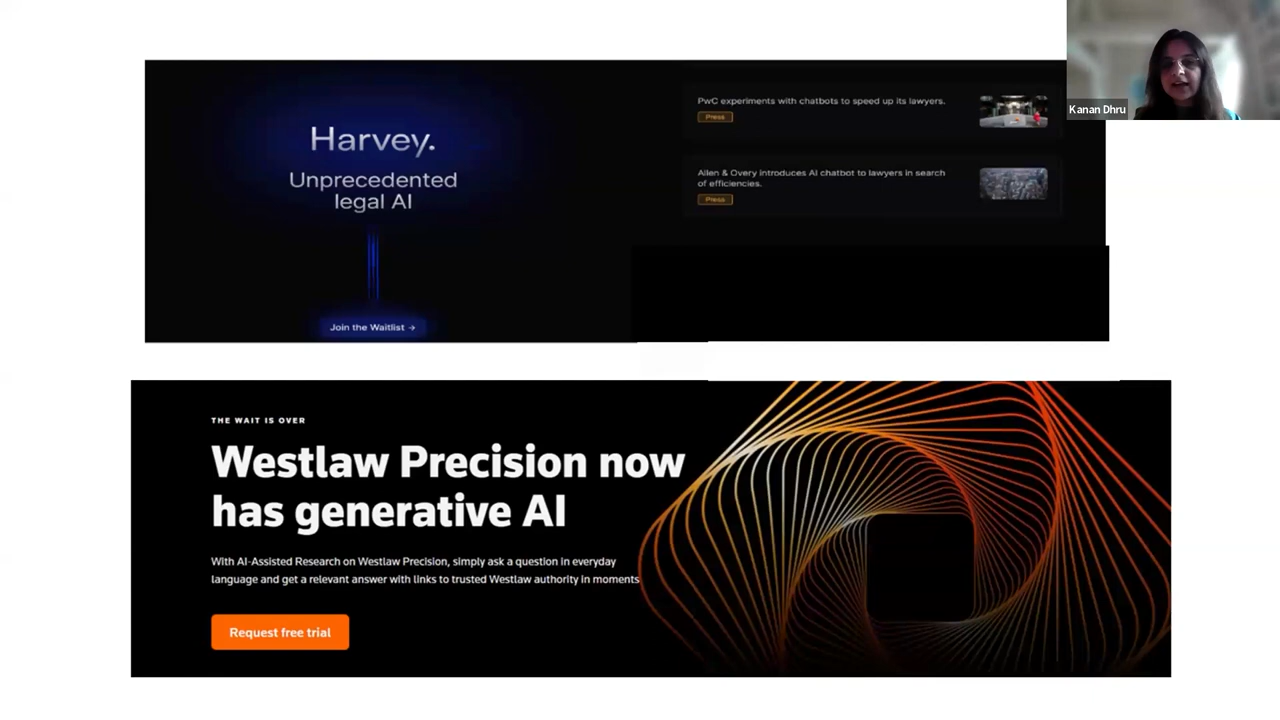 Harvey.
Unprecedented
legal AI
Join the Waitlist →
PwC experiments with chatbots to speed up its lawyers.
Press
Allen & Overy introduces AI chatbot to lawyers in search
of efficiencies.
Press
Kanan Dhru
THE WAIT IS OVER
Westlaw Precision now
has generative AI
With AI-Assisted Research on Westlaw Precision, simply ask a question in everyday
language and get a relevant answer with links to trusted Westlaw authority in moments
Request free trial